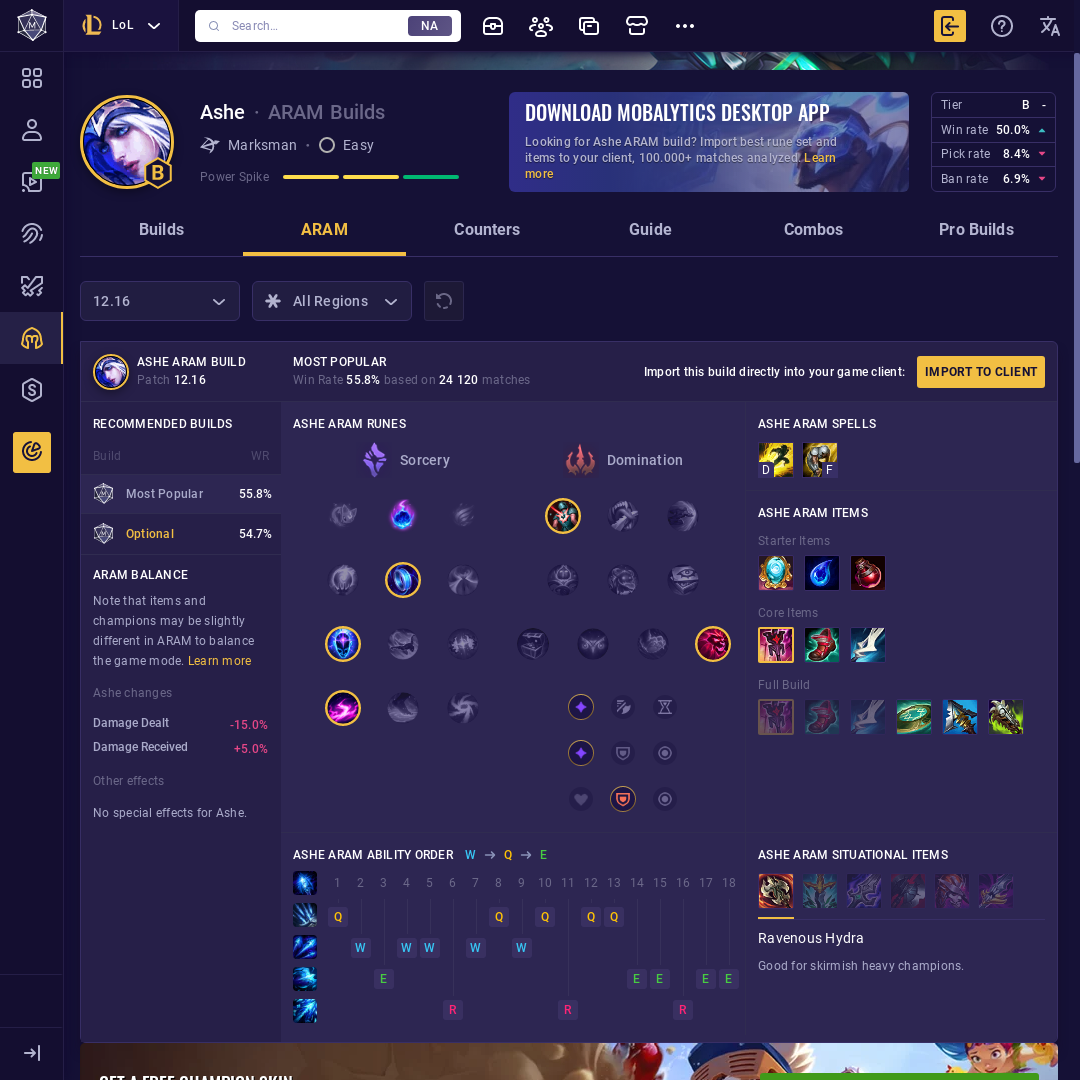 LoL
Search...
NA
Ashe · ARAM Builds
Marksman · Easy
Power Spike
B
DOWNLOAD MOBALYTICS DESKTOP APP
Looking for Ashe ARAM build? Import best rune set and
items to your client, 100.000+ matches analyzed. Learn
more
Tier B -
Win rate 50.0%
Pick rate 8.4%
Ban rate 6.9%
NEW
Builds ARAM Counters Guide Combos Pro Builds
12.16
All Regions
ASHE ARAM BUILD
Patch 12.16
MOST POPULAR
Win Rate 55.8% based on 24 120 matches
Import this build directly into your game client:
IMPORT TO CLIENT
RECOMMENDED BUILDS
Build WR
Most Popular 55.8%
Optional 54.7%
ARAM BALANCE
Note that items and
champions may be slightly
different in ARAM to balance
the game mode. Learn more
Ashe changes
Damage Dealt -15.0%
Damage Received +5.0%
Other effects
No special effects for Ashe.
ASHE ARAM RUNES
Sorcery
Domination
ASHE ARAM SPELLS
D F
ASHE ARAM ITEMS
Starter Items
Core Items
Full Build
ASHE ARAM ABILITY ORDER W → Q → E
1 2 3 4 5 6 7 8 9 10 11 12 13 14 15 16 17 18
Q Q Q Q Q
W W W W W
E E E E E
R R R
ASHE ARAM SITUATIONAL ITEMS
Ravenous Hydra
Good for skirmish heavy champions.
GET A FREE CHAMPION SKIN